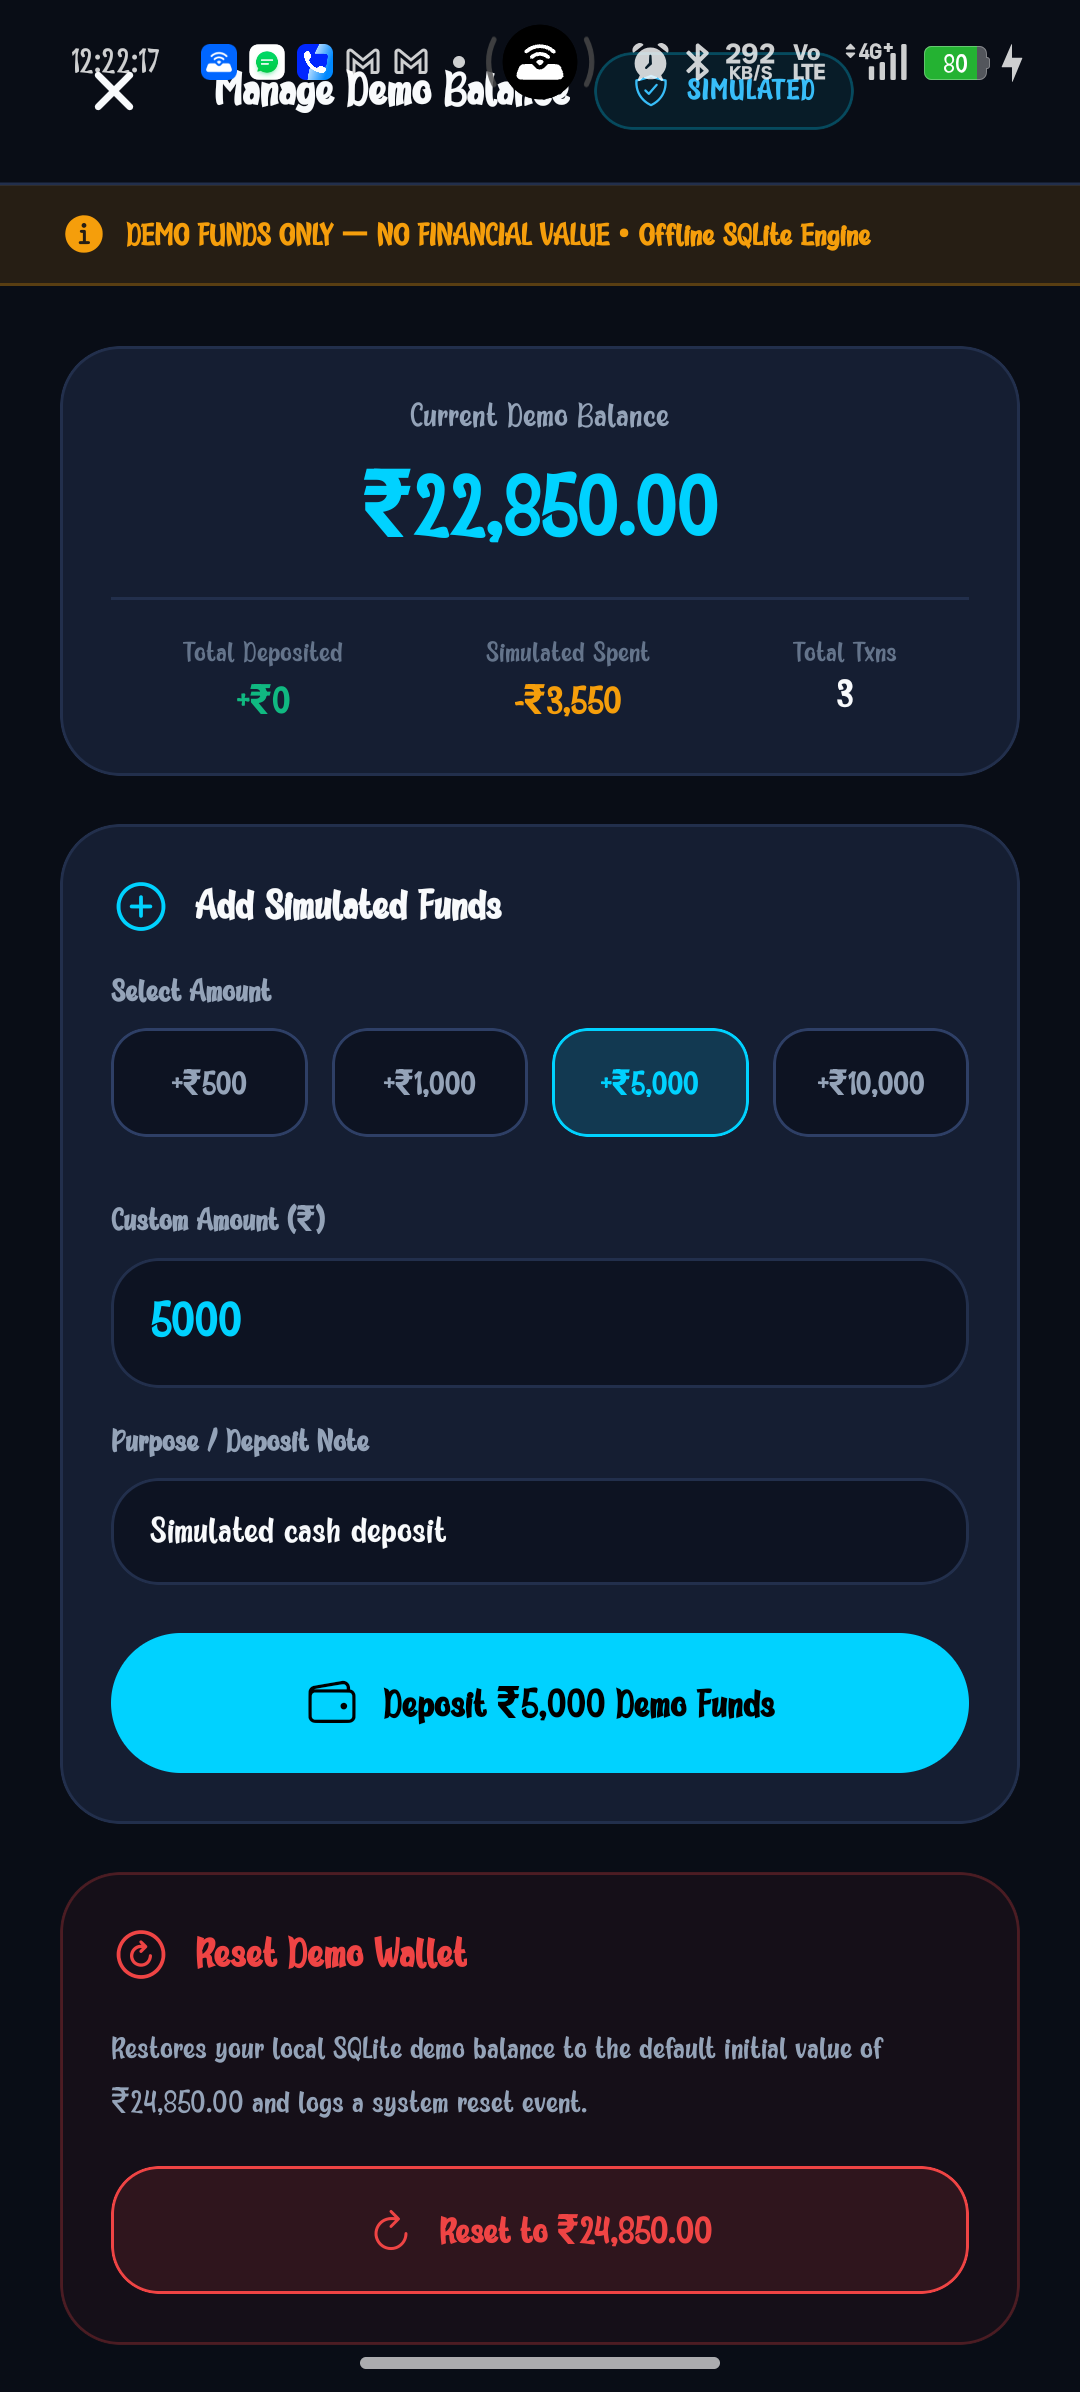 12:22:17
292 KB/S
Vo LTE
4G+
80
Manage Demo Balance
SIMULATED
DEMO FUNDS ONLY — NO FINANCIAL VALUE • Offline SQLite Engine
Current Demo Balance
₹22,850.00
Total Deposited
Simulated Spent
Total Txns
+₹0
-₹3,550
3
Add Simulated Funds
Select Amount
+₹500
+₹1,000
+₹5,000
+₹10,000
Custom Amount (₹)
5000
Purpose / Deposit Note
Simulated cash deposit
Deposit ₹5,000 Demo Funds
Reset Demo Wallet
Restores your local SQLite demo balance to the default initial value of
₹24,850.00 and logs a system reset event.
Reset to ₹24,850.00